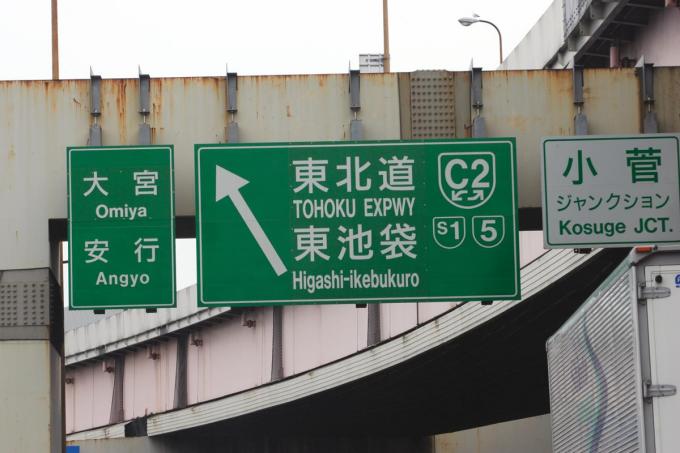 大宮
Omiya
安行
Angyo
東北道
TOHOKU EXPWY
東池袋
Higashi-ikebukuro
C2
S1
5
小菅
ジャンクション
Kosuge JCT.